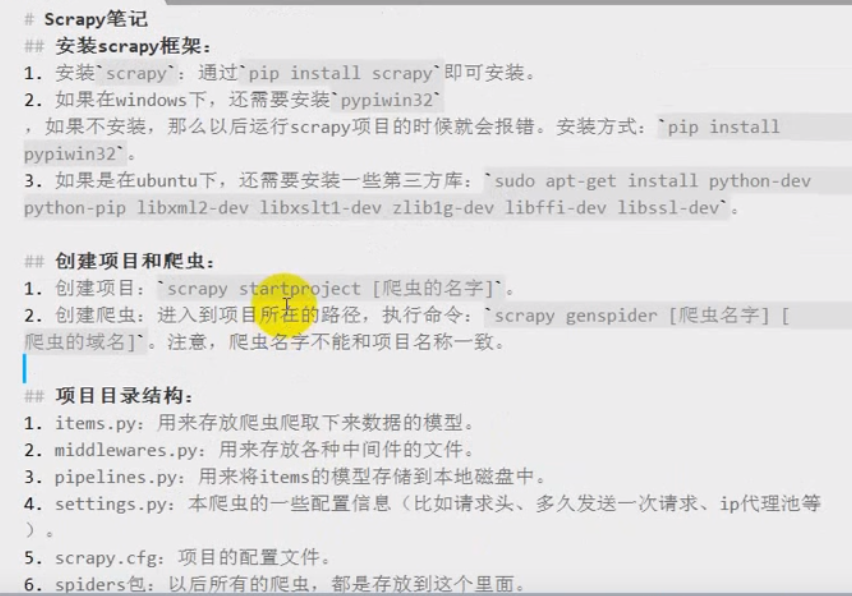 # Scrapy笔记
## 安装scrapy框架：
1. 安装`scrapy`：通过`pip install scrapy`即可安装。
2. 如果在windows下，还需要安装`pypiwin32`
，如果不安装，那么以后运行scrapy项目的时候就会报错。安装方式：`pip install
pypiwin32`。
3. 如果是在ubuntu下，还需要安装一些第三方库：`sudo apt-get install python-dev
python-pip libxml2-dev libxslt1-dev zlib1g-dev libffi-dev libssl-dev`。
## 创建项目和爬虫：
1. 创建项目：`scrapy startproject [爬虫的名字]`。
2. 创建爬虫：进入到项目所在的路径，执行命令：`scrapy genspider [爬虫名字] [
爬虫的域名]`。注意，爬虫名字不能和项目名称一致。
## 项目目录结构：
1. items.py：用来存放爬虫爬取下来数据的模型。
2. middlewares.py：用来存放各种中间件的文件。
3. pipelines.py：用来将items的模型存储到本地磁盘中。
4. settings.py：本爬虫的一些配置信息（比如请求头、多久发送一次请求、ip代理池等
）。
5. scrapy.cfg：项目的配置文件。
6. spiders包：以后所有的爬虫，都是存放到这个里面。